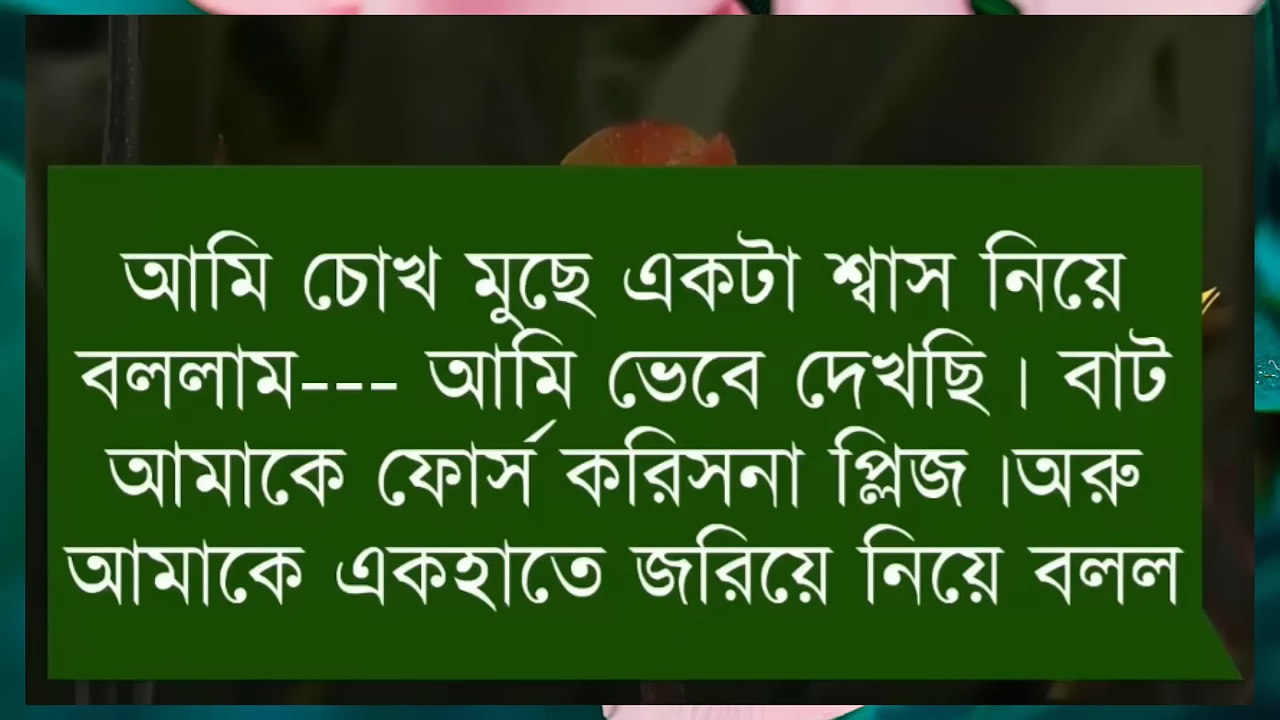 আমি চোখ মুছে একটা শ্বাস নিয়ে
বললাম--- আমি ভেবে দেখছি। বাট
আমাকে ফোর্স করিসনা প্লিজ।অরু
আমাকে একহাতে জরিয়ে নিয়ে বলল